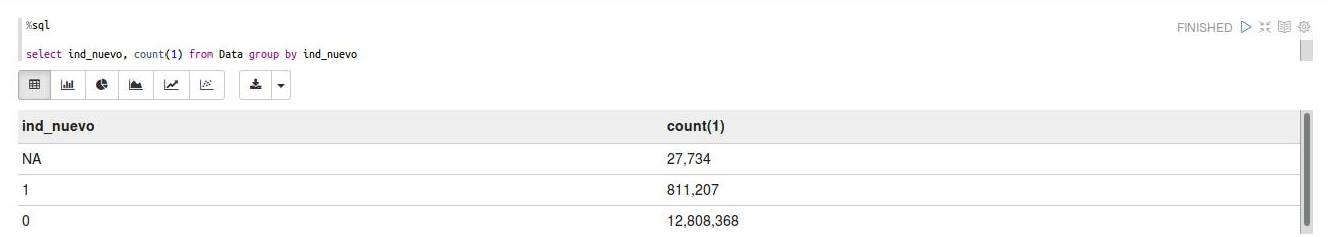 %sql
FINISHED
select ind_nuevo, count(1) from Data group by ind_nuevo
ind_nuevo count(1)
NA 27,734
1 811,207
0 12,808,368